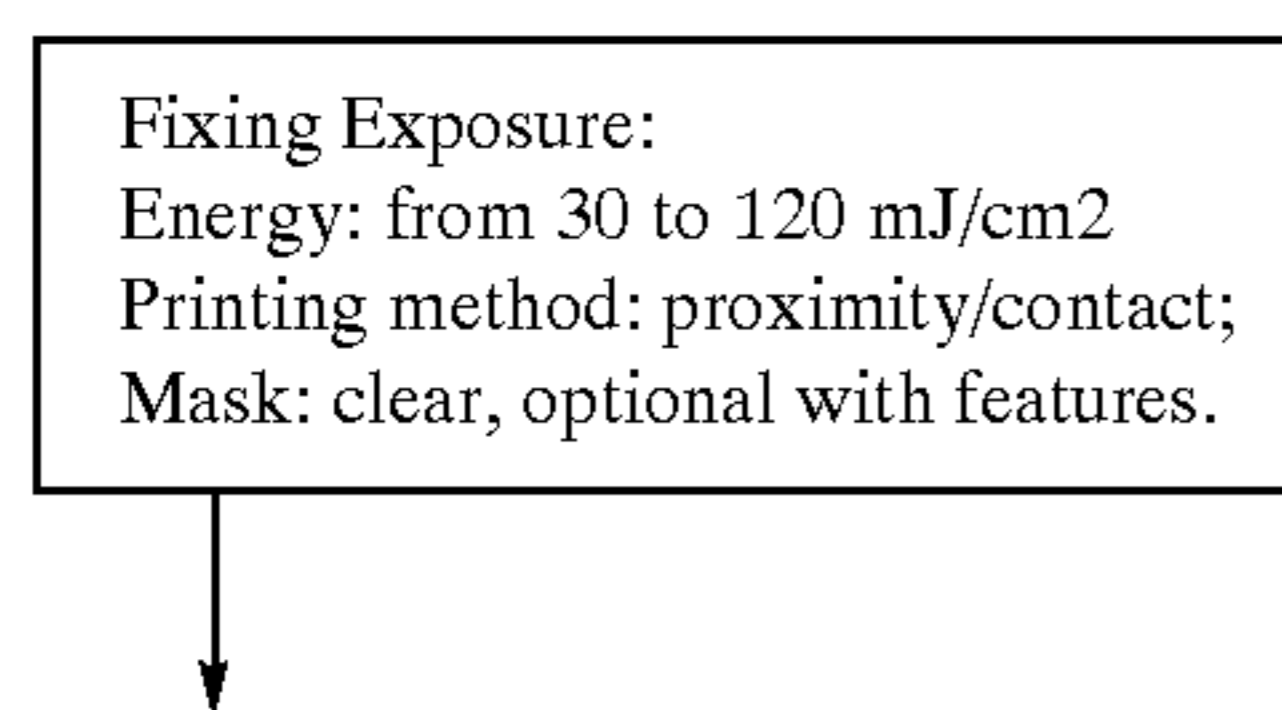 Fixing Exposure:
Energy: from 30 to 120 mJ/cm2
Printing method: proximity/contact;
Mask: clear, optional with features.